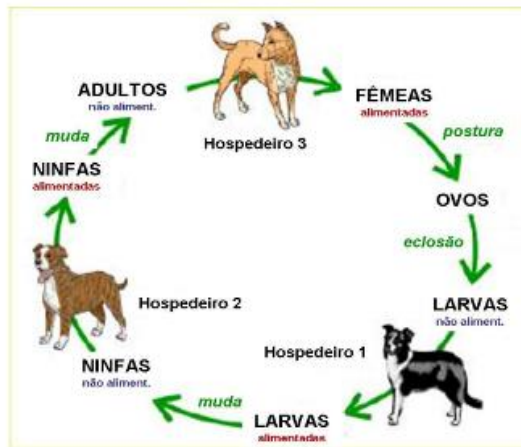 ADULTOS
não aliment.
Hospedeiro 3
FÊMEAS
alimentadas
postura
OVOS
eclosão
LARVAS
não aliment.
Hospedeiro 1
LARVAS
alimentadas
muda
NINFAS
não aliment.
Hospedeiro 2
NINFAS
alimentadas
muda